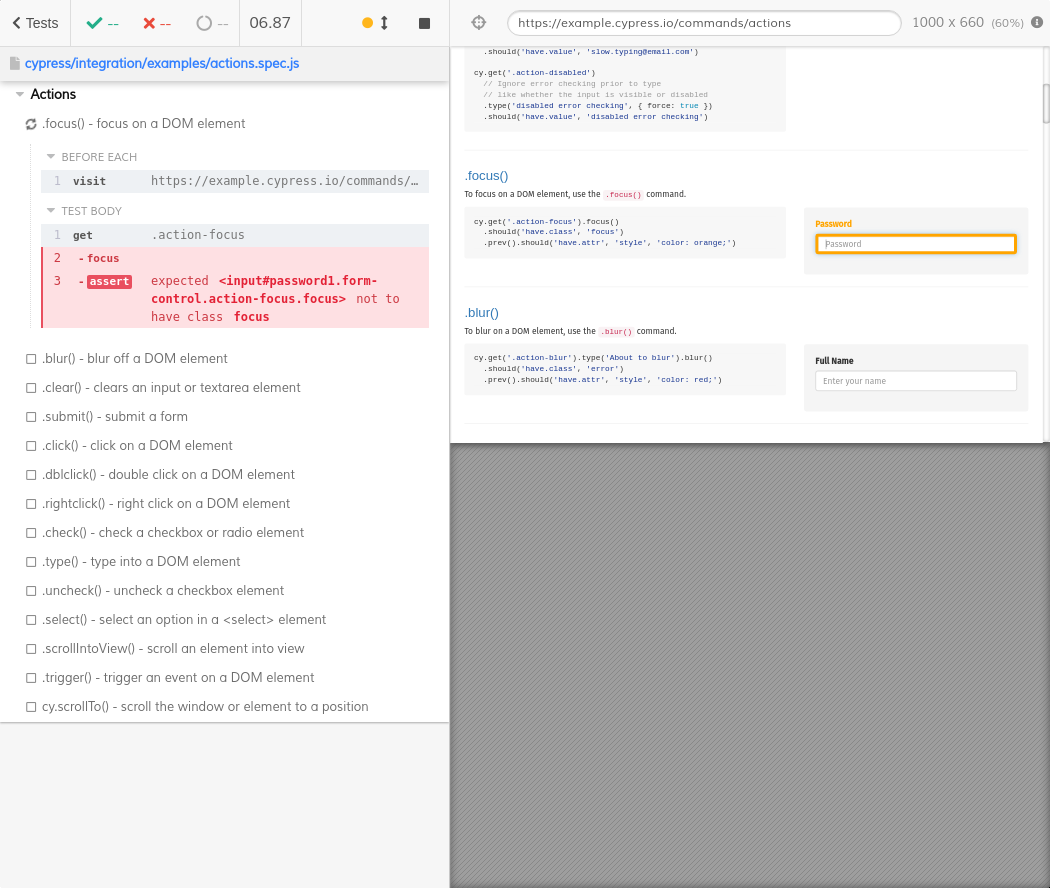 Tests
--
--
--
06.87
cypress/integration/examples/actions.spec.js
Actions
.focus() - focus on a DOM element
BEFORE EACH
1 visit https://example.cypress.io/commands/…
TEST BODY
1 get .action-focus
2 - focus
3 - assert expected <input#password1.form-
control.action-focus.focus> not to
have class focus
.blur() - blur off a DOM element
.clear() - clears an input or textarea element
.submit() - submit a form
.click() - click on a DOM element
.dblclick() - double click on a DOM element
.rightclick() - right click on a DOM element
.check() - check a checkbox or radio element
.type() - type into a DOM element
.uncheck() - uncheck a checkbox element
.select() - select an option in a <select> element
.scrollIntoView() - scroll an element into view
.trigger() - trigger an event on a DOM element
cy.scrollTo() - scroll the window or element to a position
https://example.cypress.io/commands/actions
1000 x 660 (60%)
.should('have.value', 'slow.typing@email.com')
cy.get('.action-disabled')
// Ignore error checking prior to type
// like whether the input is visible or disabled
.type('disabled error checking', { force: true })
.should('have.value', 'disabled error checking')
.focus()
To focus on a DOM element, use the .focus() command.
cy.get('.action-focus').focus()
.should('have.class', 'focus')
.prev().should('have.attr', 'style', 'color: orange;')
Password
Password
.blur()
To blur on a DOM element, use the .blur() command.
cy.get('.action-blur').type('About to blur').blur()
.should('have.class', 'error')
.prev().should('have.attr', 'style', 'color: red;')
Full Name
Enter your name